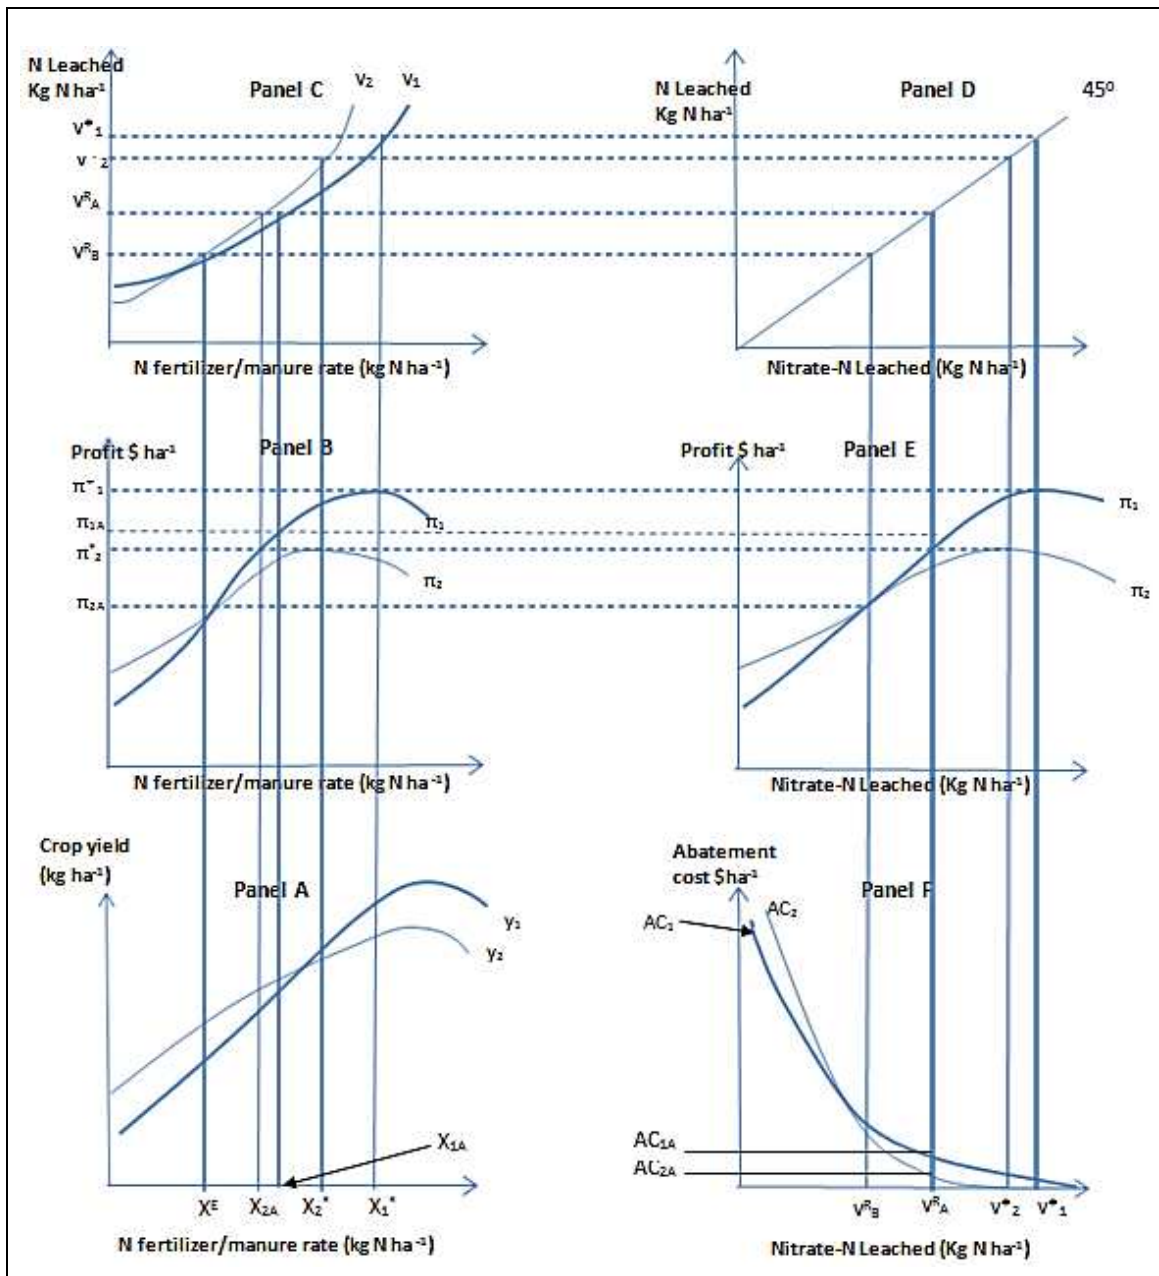 N Leached
Kg N ha⁻¹
Panel C
v₂
v₁
v*₁
v*₂
vᴿ_A
vᴿ_B
N fertilizer/manure rate (kg N ha⁻¹)
N Leached
Kg N ha⁻¹
Panel D
45⁰
Nitrate-N Leached (Kg N ha⁻¹)
Profit $ ha⁻¹
Panel B
π*₁
π₁A
π*₂
π₂A
π₁
π₂
N fertilizer/manure rate (kg N ha⁻¹)
Profit $ ha⁻¹
Panel E
π₁
π₂
Nitrate-N Leached (Kg N ha⁻¹)
Crop yield
(kg ha⁻¹)
Panel A
y₁
y₂
X₁A
Xᴱ
X₂A
X₂*
X₁*
N fertilizer/manure rate (kg N ha⁻¹)
Abatement
cost $ha⁻¹
Panel F
AC₁
AC₂
AC₁A
AC₂A
vᴿ_B
vᴿ_A
v*₂
v*₁
Nitrate-N Leached (Kg N ha⁻¹)